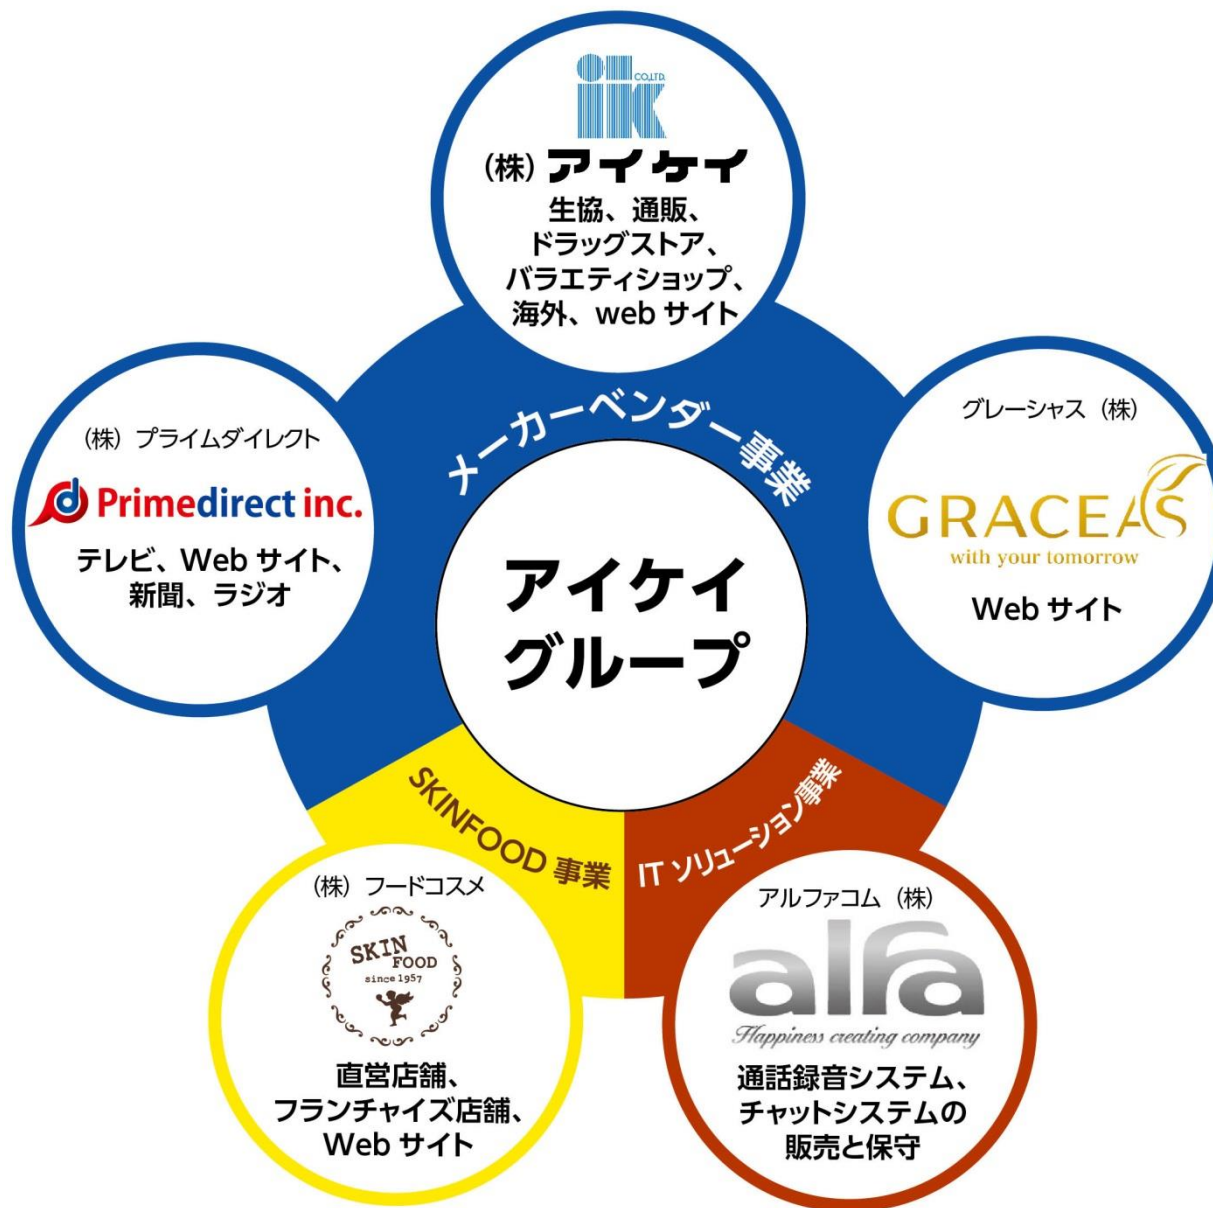 ik CO.,LTD.
(株) アイケイ
生協、通販、
ドラッグストア、
バラエティショップ、
海外、web サイト
メーカーベンダー事業
(株) プライムダイレクト
Primedirect inc.
テレビ、Web サイト、
新聞、ラジオ
グレーシャス (株)
GRACEAS
with your tomorrow
Web サイト
アイケイ
グループ
SKINFOOD 事業
IT ソリューション事業
(株) フードコスメ
SKIN
FOOD
since 1957
直営店舗、
フランチャイズ店舗、
Web サイト
アルファコム (株)
alfa
Happiness creating company
通話録音システム、
チャットシステムの
販売と保守